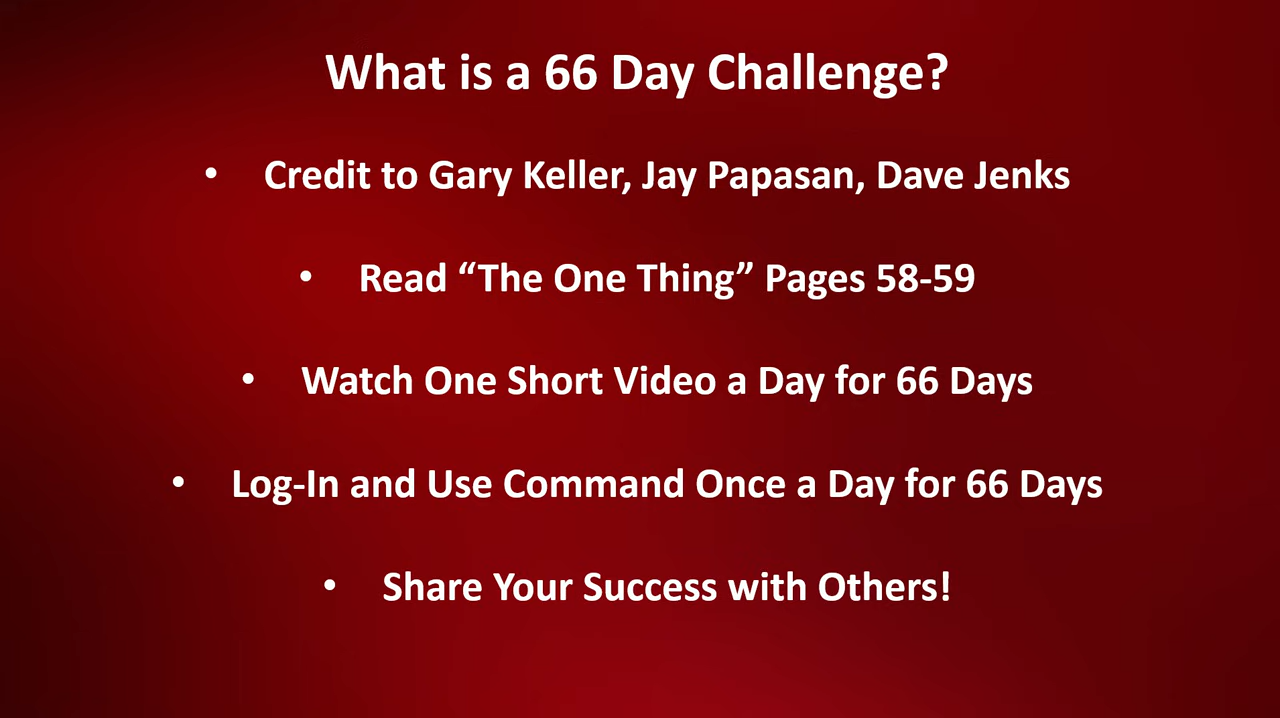 What is a 66 Day Challenge?
• Credit to Gary Keller, Jay Papasan, Dave Jenks
• Read “The One Thing” Pages 58-59
• Watch One Short Video a Day for 66 Days
• Log-In and Use Command Once a Day for 66 Days
• Share Your Success with Others!